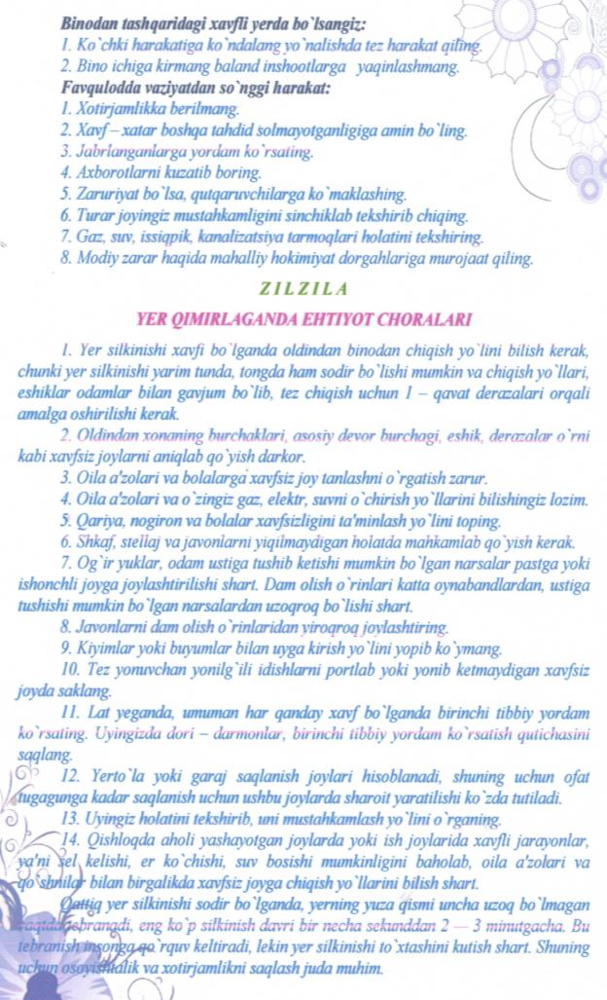 Binodan tashqaridagi xavfli yerda bo`lsangiz:
1. Ko`chki harakatiga ko`ndalang yo`nalishda tez harakat qiling.
2. Bino ichiga kirmang baland inshootlarga yaqinlashmang.
Favqulodda vaziyatdan so`nggi harakat:
1. Xotirjamlikka berilmang.
2. Xavf – xatar boshqa tahdid solmayotganligiga amin bo`ling.
3. Jabrlanganlarga yordam ko`rsating.
4. Axborotlarni kuzatib boring.
5. Zaruriyat bo`lsa, qutqaruvchilarga ko`maklashing.
6. Turar joyingiz mustahkamligini sinchiklab tekshirib chiqing.
7. Gaz, suv, issiqpik, kanalizatsiya tarmoqlari holatini tekshiring.
8. Modiy zarar haqida mahalliy hokimiyat dorgahlariga murojaat qiling.
ZILZILA
YER QIMIRLAGANDA EHTIYOT CHORALARI
1. Yer silkinishi xavfi bo`lganda oldindan binodan chiqish yo`lini bilish kerak,
chunki yer silkinishi yarim tunda, tongda ham sodir bo`lishi mumkin va chiqish yo`llari,
eshiklar odamlar bilan gavjum bo`lib, tez chiqish uchun 1 – qavat derazalari orqali
amalga oshirilishi kerak.
2. Oldindan xonaning burchaklari, asosiy devor burchagi, eshik, derazalar o`rni
kabi xavfsiz joylarni aniqlab qo`yish darkor.
3. Oila a'zolari va bolalarga xavfsiz joy tanlashni o`rgatish zarur.
4. Oila a'zolari va o`zingiz gaz, elektr, suvni o`chirish yo`llarini bilishingiz lozim.
5. Qariya, nogiron va bolalar xavfsizligini ta'minlash yo`lini toping.
6. Shkaf, stellaj va javonlarni yiqilmaydigan holatda mahkamlab qo`yish kerak.
7. Og`ir yuklar, odam ustiga tushib ketishi mumkin bo`lgan narsalar pastga yoki
ishonchli joyga joylashtirilishi shart. Dam olish o`rinlari katta oynabandlardan, ustiga
tushishi mumkin bo`lgan narsalardan uzoqroq bo`lishi shart.
8. Javonlarni dam olish o`rinlaridan yiroqroq joylashtiring.
9. Kiyimlar yoki buyumlar bilan uyga kirish yo`lini yopib ko`ymang.
10. Tez yonuvchan yonilg`ili idishlarni portlab yoki yonib ketmaydigan xavfsiz
joyda saklang.
11. Lat yeganda, umuman har qanday xavf bo`lganda birinchi tibbiy yordam
ko`rsating. Uyingizda dori – darmonlar, birinchi tibbiy yordam ko`rsatish qutichasini
saqlang.
12. Yerto`la yoki garaj saqlanish joylari hisoblanadi, shuning uchun ofat
tugagunga kadar saqlanish uchun ushbu joylarda sharoit yaratilishi ko`zda tutiladi.
13. Uyingiz holatini tekshirib, uni mustahkamlash yo`lini o`rganing.
14. Qishloqda aholi yashayotgan joylarda yoki ish joylarida xavfli jarayonlar,
ya'ni sel kelishi, er ko`chishi, suv bosishi mumkinligini baholab, oila a'zolari va
qo`shnilar bilan birgalikda xavfsiz joyga chiqish yo`llarini bilish shart.
Qattiq yer silkinishi sodir bo`lganda, yerning yuza qismi uncha uzoq bo`lmagan
vaqtda tebranadi, eng ko`p silkinish davri bir necha sekunddan 2 — 3 minutgacha. Bu
tebranish insonga qo`rquv keltiradi, lekin yer silkinishi to`xtashini kutish shart. Shuning
uchun osoyishtalik va xotirjamlikni saqlash juda muhim.